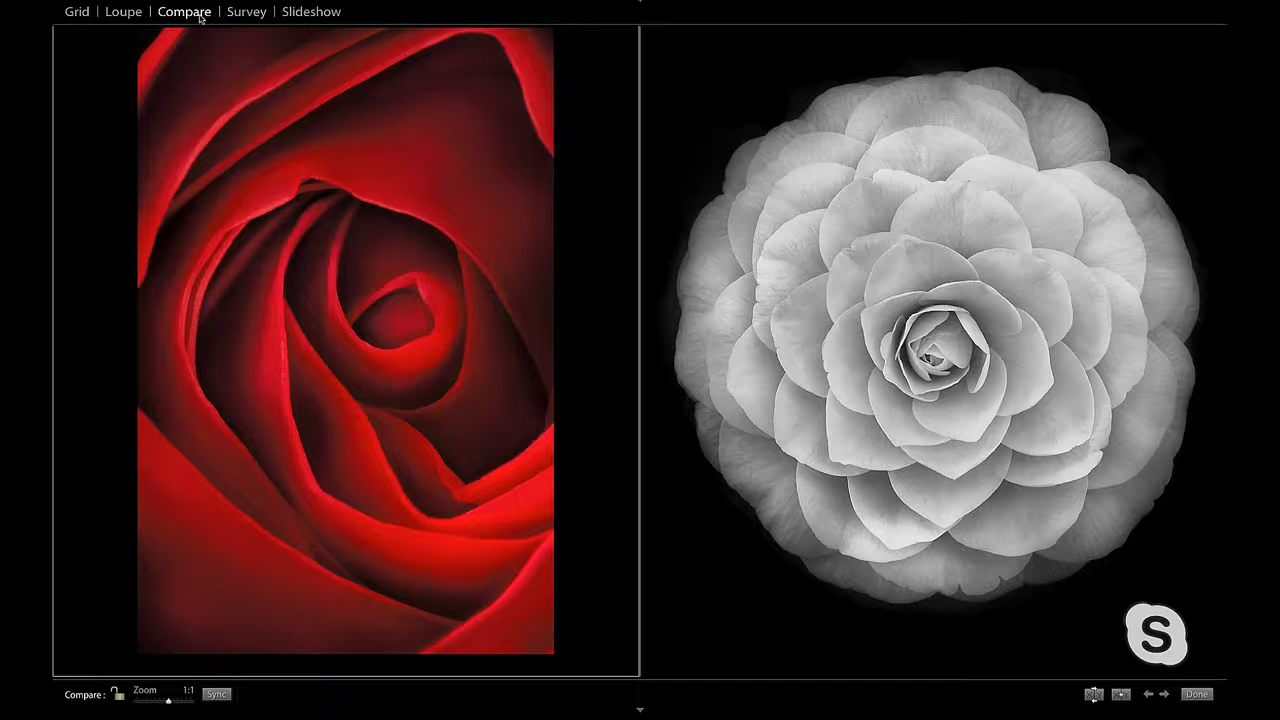 Grid | Loupe | Compare | Survey | Slideshow
S
Compare : Zoom 1:1 Sync Done